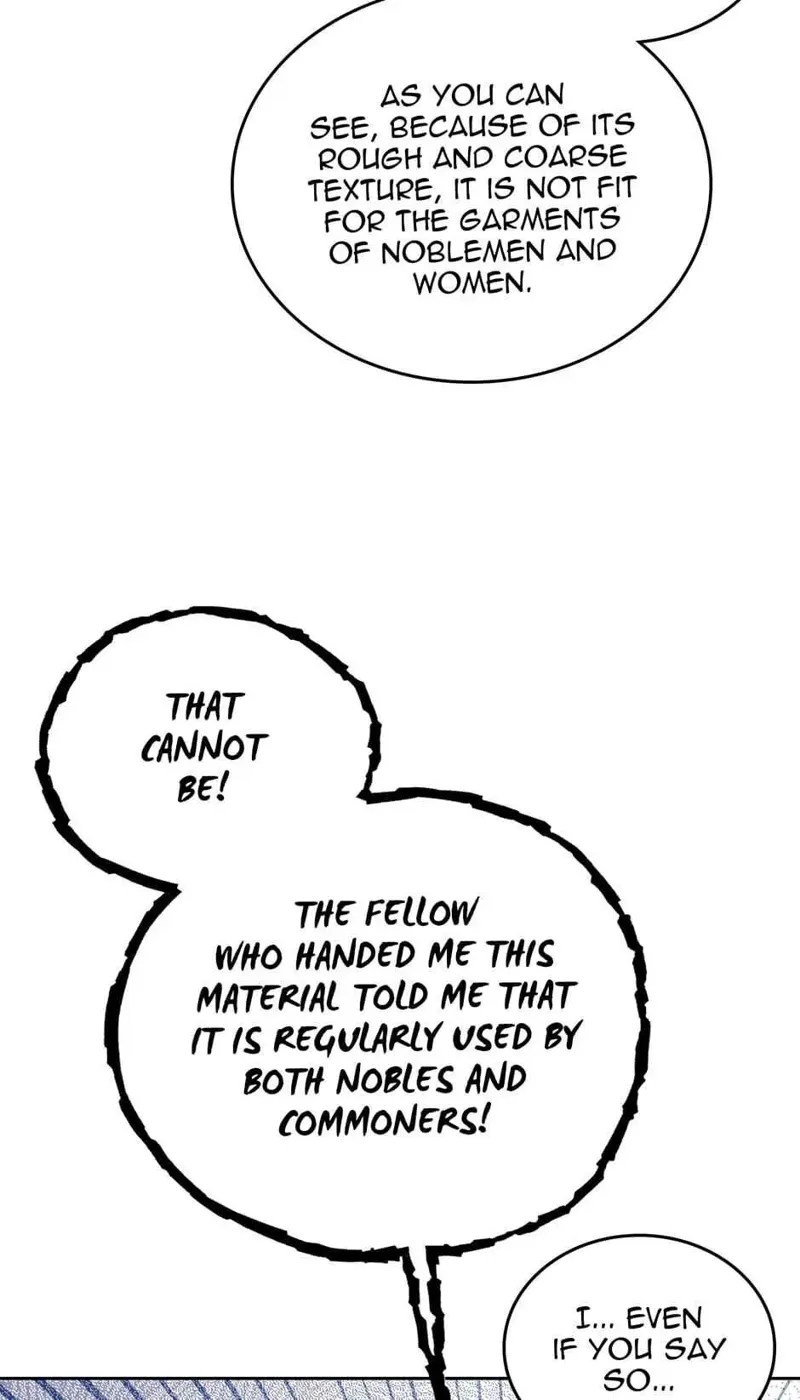 AS YOU CAN
SEE, BECAUSE OF ITS
ROUGH AND COARSE
TEXTURE, IT IS NOT FIT
FOR THE GARMENTS
OF NOBLEMEN AND
WOMEN.
THAT
CANNOT
BE!
THE FELLOW
WHO HANDED ME THIS
MATERIAL TOLD ME THAT
IT IS REGULARLY USED BY
BOTH NOBLES AND
COMMONERS!
I... EVEN
IF YOU SAY
SO...